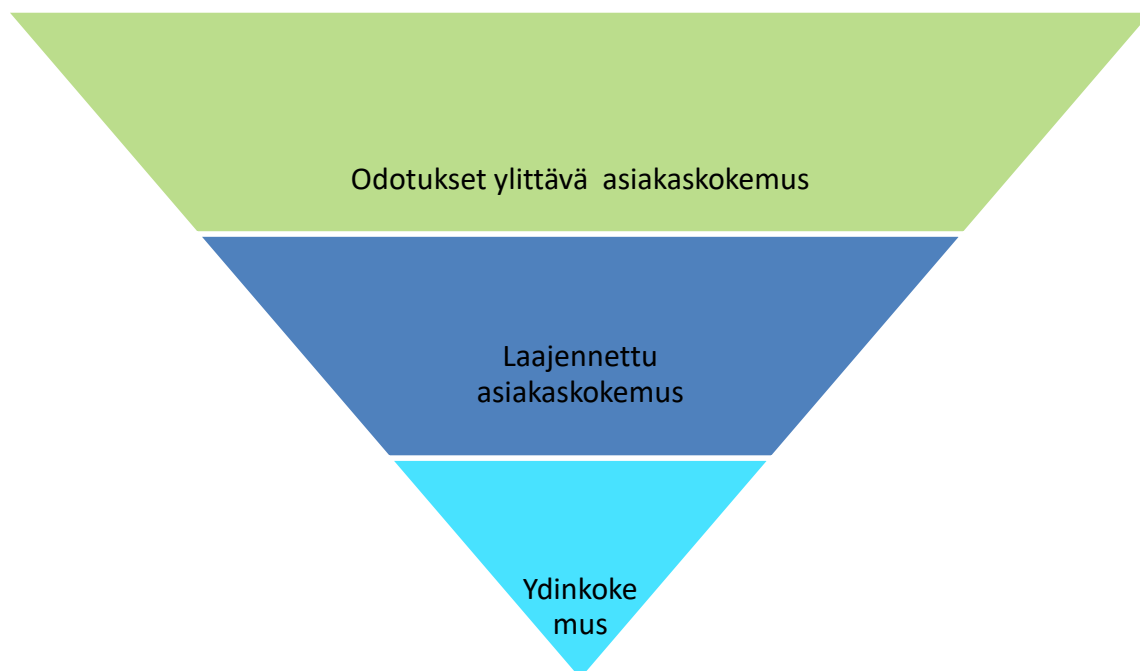 Odotukset ylittävä  asiakaskokemus
Laajennettu
asiakaskokemus
Ydinkoke
mus